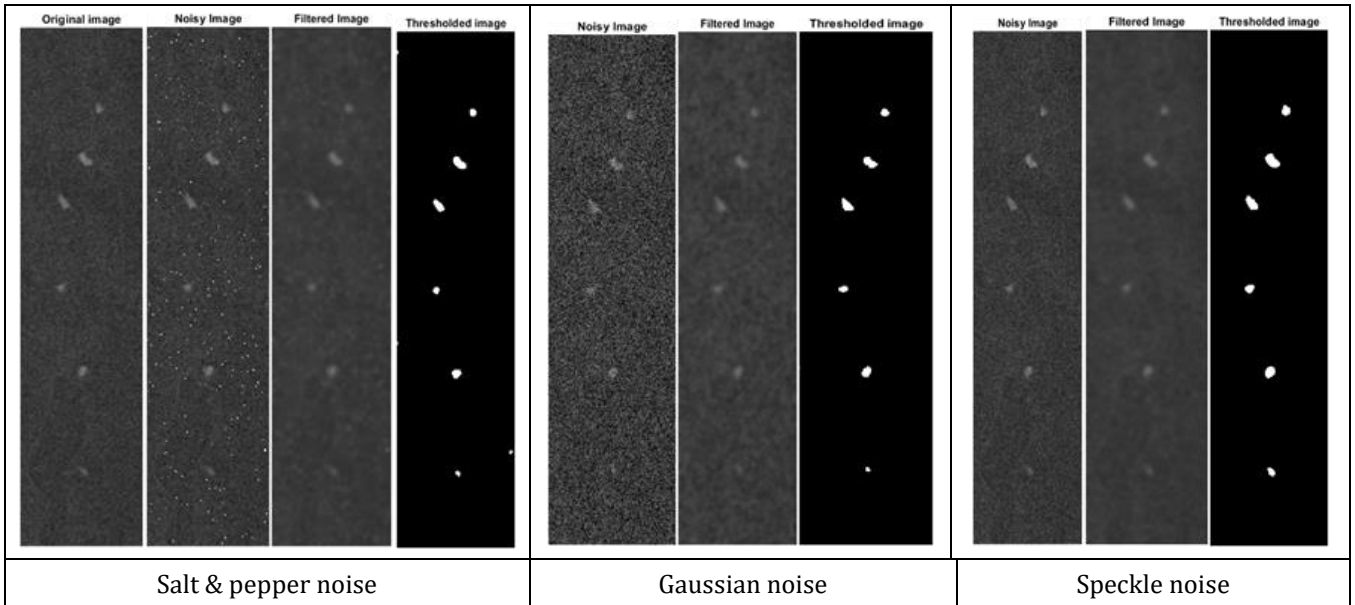 Original image
Noisy Image
Filtered Image
Thresholded image
Noisy Image
Filtered Image
Thresholded image
Noisy Image
Filtered Image
Thresholded image
Salt & pepper noise
Gaussian noise
Speckle noise